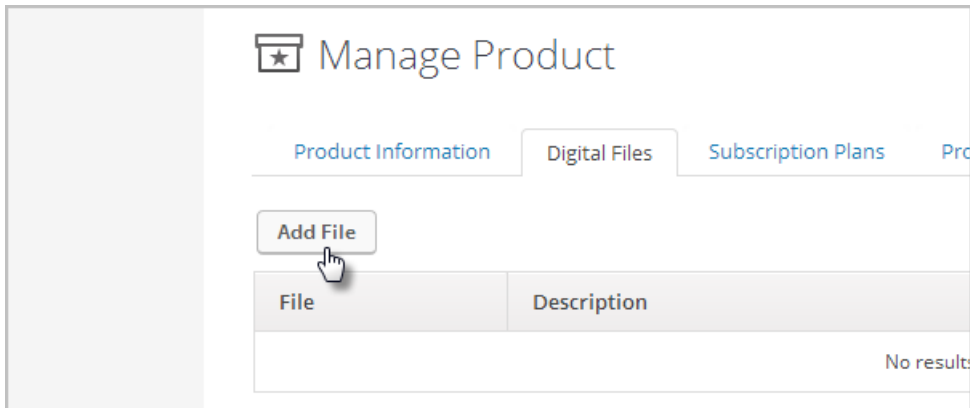 Manage Product
Product Information Digital Files Subscription Plans
Add File
File Description
No results